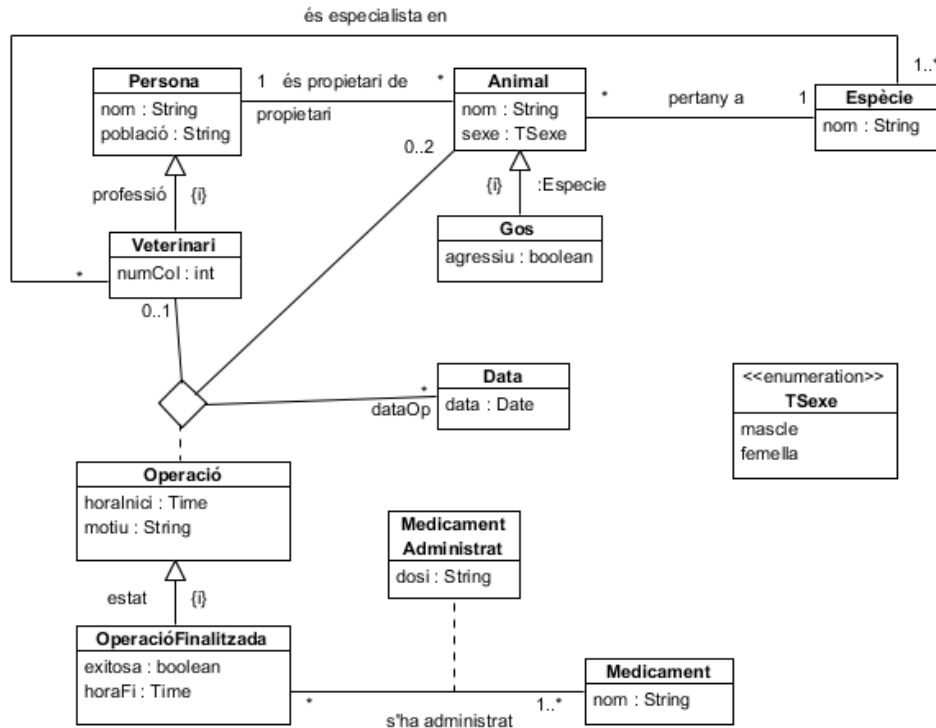 és especialista en
1..*
Persona
nom : String
població : String
1 és propietari de *
propietari
Animal
nom : String
sexe : TSexe
* pertany a 1
Espècie
nom : String
0..2
professió {i}
{i} :Especie
Veterinari
numCol : int
*
Gos
agressiu : boolean
0..1
Data
data : Date
*
dataOp
<<enumeration>>
TSexe
mascle
femella
Operació
horaInici : Time
motiu : String
Medicament
Administrat
dosi : String
estat {i}
OperacióFinalitzada
exitosa : boolean
horaFi : Time
Medicament
nom : String
* 1..*
s'ha administrat